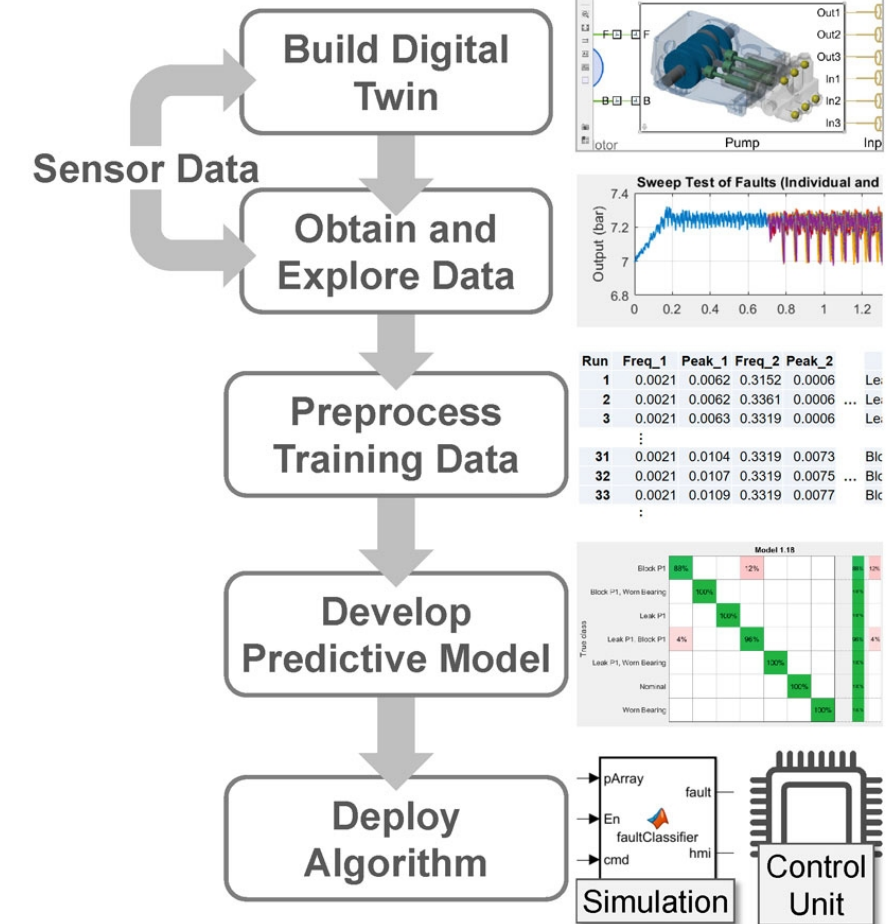 Build Digital
Twin
Sensor Data
Obtain and
Explore Data
Preprocess
Training Data
Develop
Predictive Model
Deploy
Algorithm
F F
B B
Out1
Out2
Out3
In1
In2
In3
otor
Pump
Inp
Sweep Test of Faults (Individual and
Output (bar)
7.4
7.2
7
6.8
0 0.2 0.4 0.6 0.8 1 1.2
Run Freq_1 Peak_1 Freq_2 Peak_2
1 0.0021 0.0062 0.3152 0.0006 Lea
2 0.0021 0.0062 0.3361 0.0006 ... Lea
3 0.0021 0.0063 0.3319 0.0006 Lea
⋮
31 0.0021 0.0104 0.3319 0.0073 Blo
32 0.0021 0.0107 0.3319 0.0075 ... Blo
33 0.0021 0.0109 0.3319 0.0077 Blo
:
Model 1.18
True class
Block P1 88% 12% 88% 12%
Block P1, Worn Bearing 100%
Leak P1 100%
Leak P1, Block P1 4% 96% 96% 4%
Leak P1, Worn Bearing 100%
Nominal 100%
Worn Bearing 100%
pArray
En
cmd
faultClassifier
fault
hmi
Simulation
Control
Unit